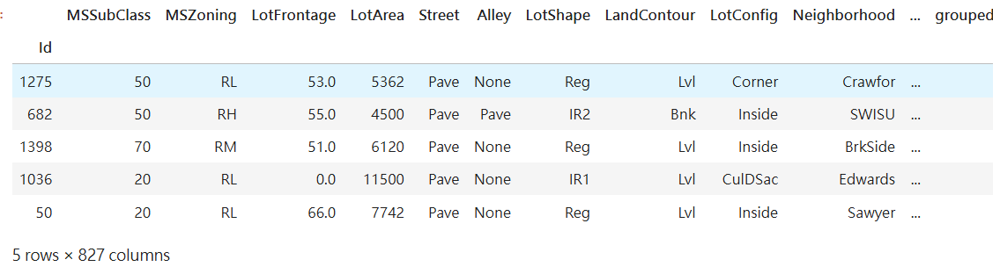 : MSSubClass MSZoning LotFrontage LotArea Street Alley LotShape LandContour LotConfig Neighborhood ... grouped
Id
1275 50 RL 53.0 5362 Pave None Reg Lvl Corner Crawfor ...
682 50 RH 55.0 4500 Pave Pave IR2 Bnk Inside SWISU ...
1398 70 RM 51.0 6120 Pave None Reg Lvl Inside BrkSide ...
1036 20 RL 0.0 11500 Pave None IR1 Lvl CulDSac Edwards ...
50 20 RL 66.0 7742 Pave None Reg Lvl Inside Sawyer ...
5 rows × 827 columns